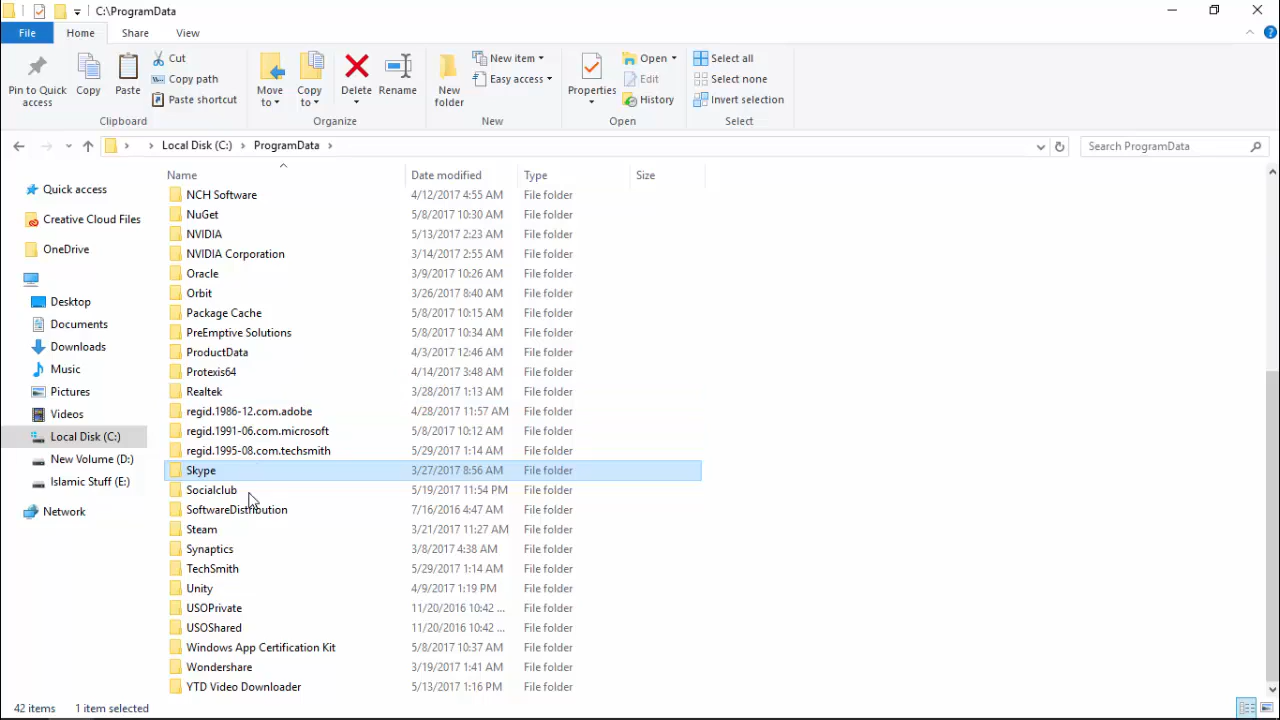 C:\ProgramData
File Home Share View
Pin to Quick access
Copy
Paste
Cut
Copy path
Paste shortcut
Clipboard
Move to
Copy to
Delete
Rename
Organize
New folder
New item
Easy access
New
Properties
Open
Edit
History
Open
Select all
Select none
Invert selection
Select
Local Disk (C:) ProgramData
Search ProgramData
Quick access
Creative Cloud Files
OneDrive
Desktop
Documents
Downloads
Music
Pictures
Videos
Local Disk (C:)
New Volume (D:)
Islamic Stuff (E:)
Network
Name Date modified Type Size
NCH Software 4/12/2017 4:55 AM File folder
NuGet 5/8/2017 10:30 AM File folder
NVIDIA 5/13/2017 2:23 AM File folder
NVIDIA Corporation 3/14/2017 2:55 AM File folder
Oracle 3/9/2017 10:26 AM File folder
Orbit 3/26/2017 8:40 AM File folder
Package Cache 5/8/2017 10:15 AM File folder
PreEmptive Solutions 5/8/2017 10:34 AM File folder
ProductData 4/3/2017 12:46 AM File folder
Protexis64 4/14/2017 3:48 AM File folder
Realtek 3/28/2017 1:13 AM File folder
regid.1986-12.com.adobe 4/28/2017 11:57 AM File folder
regid.1991-06.com.microsoft 5/8/2017 10:12 AM File folder
regid.1995-08.com.techsmith 5/29/2017 1:14 AM File folder
Skype 3/27/2017 8:56 AM File folder
Socialclub 5/19/2017 11:54 PM File folder
SoftwareDistribution 7/16/2016 4:47 AM File folder
Steam 3/21/2017 11:27 AM File folder
Synaptics 3/8/2017 4:38 AM File folder
TechSmith 5/29/2017 1:14 AM File folder
Unity 4/9/2017 1:19 PM File folder
USOPrivate 11/20/2016 10:42 ... File folder
USOShared 11/20/2016 10:42 ... File folder
Windows App Certification Kit 5/8/2017 10:37 AM File folder
Wondershare 3/19/2017 1:41 AM File folder
YTD Video Downloader 5/13/2017 1:16 PM File folder
42 items 1 item selected